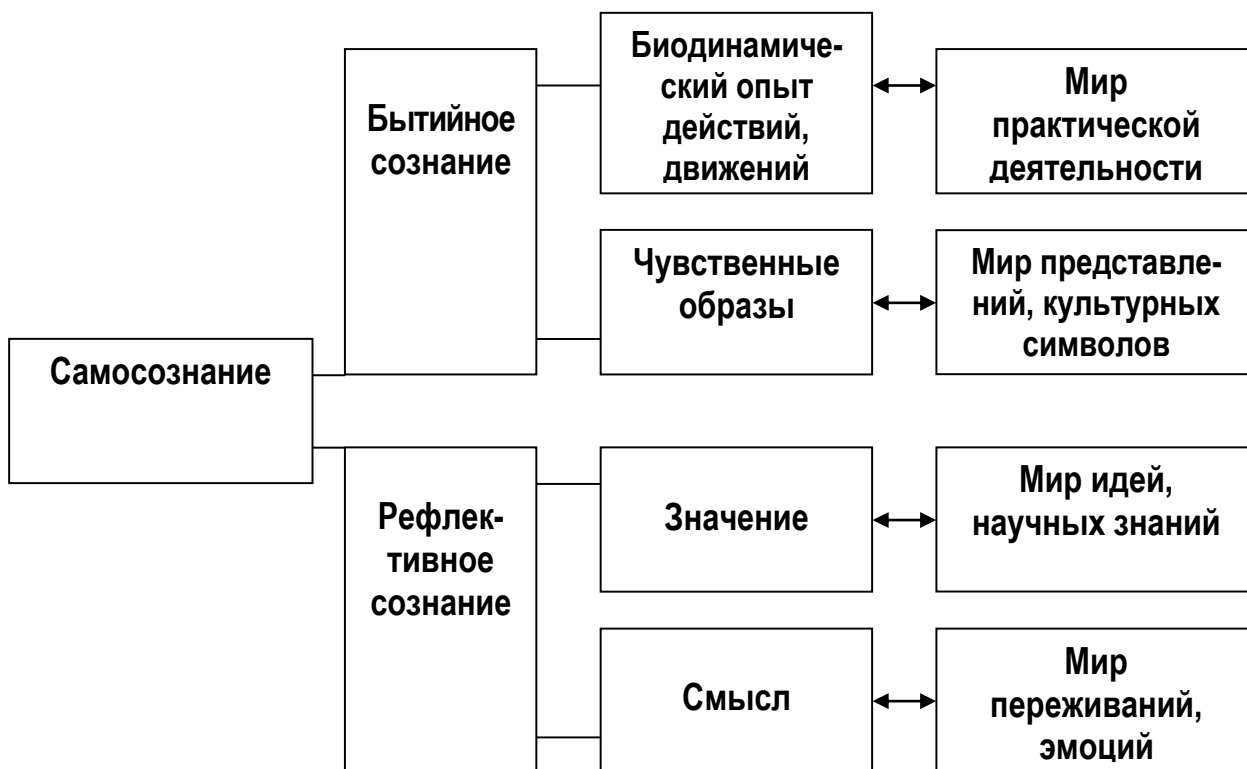 Самосознание
Бытийное
сознание
Биодинамиче-
ский опыт
действий,
движений
Мир
практической
деятельности
Чувственные
образы
Мир представле-
ний, культурных
символов
Рефлек-
тивное
сознание
Значение
Мир идей,
научных знаний
Смысл
Мир
переживаний,
эмоций